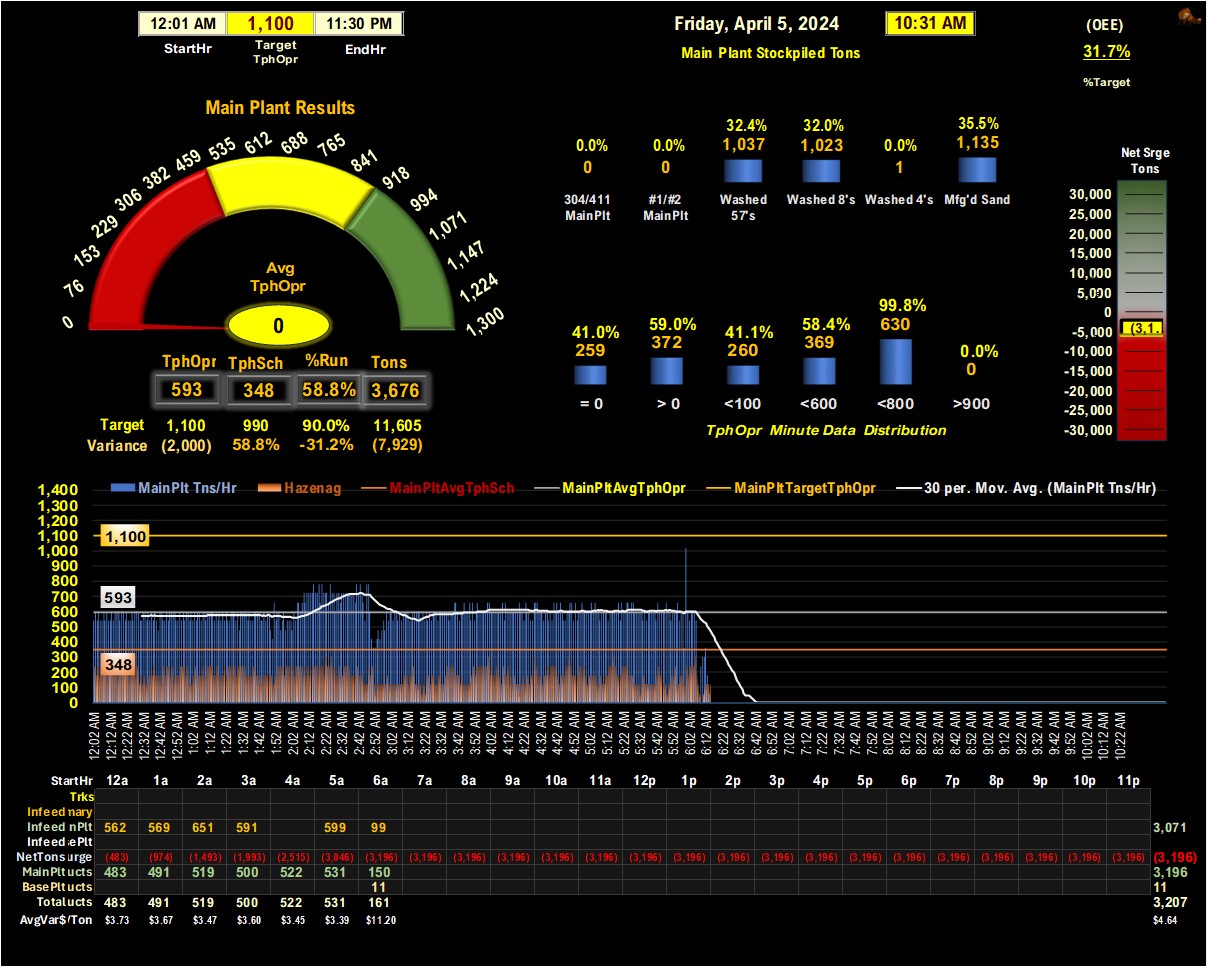 12:01 AM 1,100 11:30 PM
StartHr Target TphOpr EndHr
Friday, April 5, 2024 10:31 AM
Main Plant Stockpiled Tons
(OEE)
31.7%
%Target
Main Plant Results
0 76 153 229 306 382 459 535 612 688 765 841 918 994 1,071 1,147 1,224 1,300
Avg
TphOpr
0
TphOpr TphSch %Run Tons
593 348 58.8% 3,676
Target 1,100 990 90.0% 11,605
Variance (2,000) 58.8% -31.2% (7,929)
0.0% 0.0% 32.4% 32.0% 0.0% 35.5%
0 0 1,037 1,023 1 1,135
304/411 MainPlt #1/#2 MainPlt Washed 57's Washed 8's Washed 4's Mfg'd Sand
41.0% 59.0% 41.1% 58.4% 99.8% 0.0%
259 372 260 369 630 0
= 0 > 0 <100 <600 <800 >900
TphOpr Minute Data Distribution
Net Srge
Tons
30,000
25,000
20,000
15,000
10,000
5,000
0
-5,000 (3,1.
-10,000
-15,000
-20,000
-25,000
-30,000
MainPlt Tns/Hr Hazenag MainPltAvgTphSch MainPltAvgTphOpr MainPltTargetTphOpr 30 per. Mov. Avg. (MainPlt Tns/Hr)
1,400
1,300
1,200
1,100
1,000
900
800
700
600
500
400
300
200
100
0
1,100
593
348
12:02 AM 12:12 AM 12:22 AM 12:32 AM 12:42 AM 12:52 AM 1:02 AM 1:12 AM 1:22 AM 1:32 AM 1:42 AM 1:52 AM 2:02 AM 2:12 AM 2:22 AM 2:32 AM 2:42 AM 2:52 AM 3:02 AM 3:12 AM 3:22 AM 3:32 AM 3:42 AM 3:52 AM 4:02 AM 4:12 AM 4:22 AM 4:32 AM 4:42 AM 4:52 AM 5:02 AM 5:12 AM 5:22 AM 5:32 AM 5:42 AM 5:52 AM 6:02 AM 6:12 AM 6:22 AM 6:32 AM 6:42 AM 6:52 AM 7:02 AM 7:12 AM 7:22 AM 7:32 AM 7:42 AM 7:52 AM 8:02 AM 8:12 AM 8:22 AM 8:32 AM 8:42 AM 8:52 AM 9:02 AM 9:12 AM 9:22 AM 9:32 AM 9:42 AM 9:52 AM 10:02 AM 10:12 AM 10:22 AM
StartHr 12a 1a 2a 3a 4a 5a 6a 7a 8a 9a 10a 11a 12p 1p 2p 3p 4p 5p 6p 7p 8p 9p 10p 11p
Trks
Infeed mary
Infeed nPlt 562 569 651 591 599 99 3,071
Infeed ePlt
NetTons urge (483) (974) (1,493) (1,993) (2,515) (3,046) (3,196) (3,196) (3,196) (3,196) (3,196) (3,196) (3,196) (3,196) (3,196) (3,196) (3,196) (3,196) (3,196) (3,196) (3,196) (3,196) (3,196) (3,196) (3,196)
MainPlt ucts 483 491 519 500 522 531 150 3,196
BasePlt ucts 11 11
Total ucts 483 491 519 500 522 531 161 3,207
AvgVar$/Ton $3.73 $3.67 $3.47 $3.60 $3.45 $3.39 $11.20 $4.64